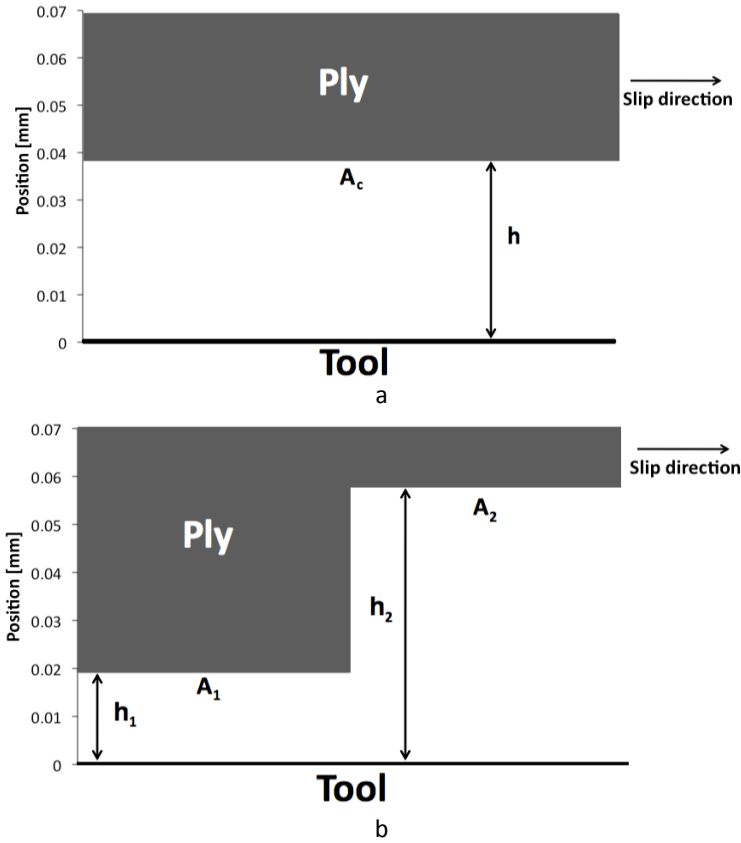 0.07
0.06
0.05
0.04
0.03
0.02
0.01
0
Position [mm]
Ply
Slip direction
Ac
h
Tool
a
0.07
0.06
0.05
0.04
0.03
0.02
0.01
0
Position [mm]
Slip direction
Ply
A2
h2
A1
h1
Tool
b